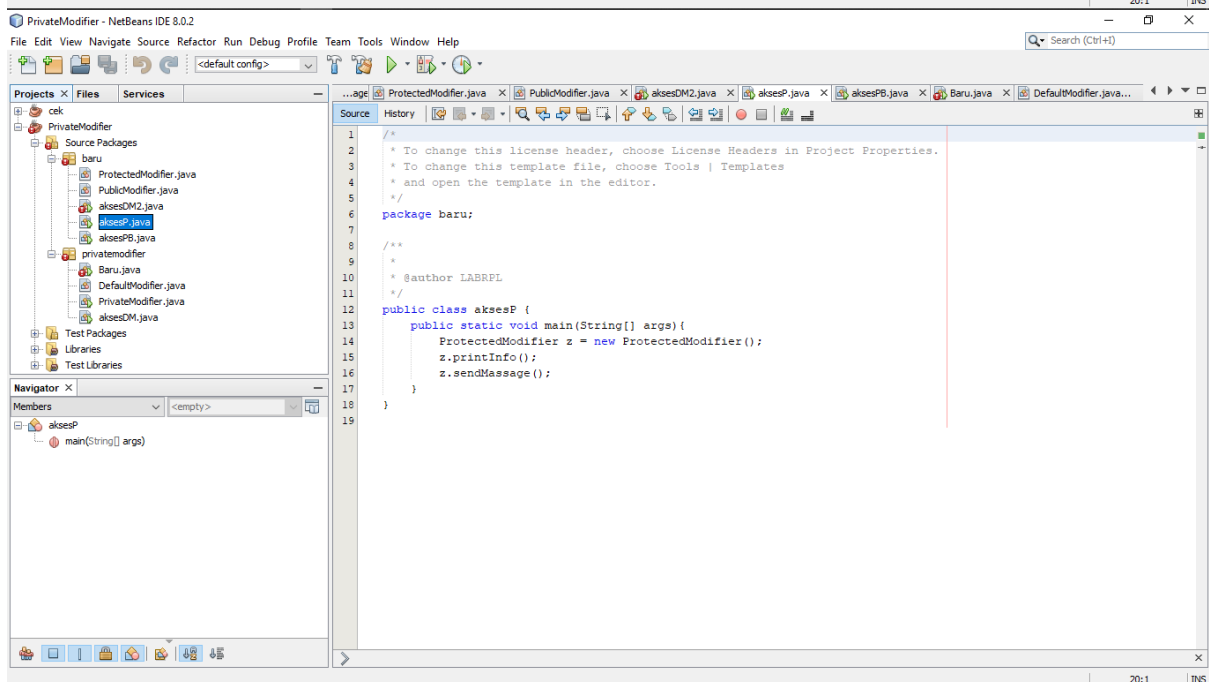 20:1 INS
PrivateModifier - NetBeans IDE 8.0.2
File Edit View Navigate Source Refactor Run Debug Profile Team Tools Window Help
Search (Ctrl+I)
<default config>
Projects Files Services
...age ProtectedModifier.java PublicModifier.java aksesDM2.java aksesP.java aksesPB.java Baru.java DefaultModifier.java...
cek
PrivateModifier
Source Packages
baru
ProtectedModifier.java
PublicModifier.java
aksesDM2.java
aksesP.java
aksesPB.java
privatemodifier
Baru.java
DefaultModifier.java
PrivateModifier.java
aksesDM.java
Test Packages
Libraries
Test Libraries
Navigator
Members <empty>
aksesP
main(String[] args)
Source History
1 /*
2 * To change this license header, choose License Headers in Project Properties.
3 * To change this template file, choose Tools | Templates
4 * and open the template in the editor.
5 */
6 package baru;
7
8 /**
9 *
10 * @author LABRPL
11 */
12 public class aksesP {
13 public static void main(String[] args){
14 ProtectedModifier z = new ProtectedModifier();
15 z.printInfo();
16 z.sendMassage();
17 }
18 }
19
20:1 INS